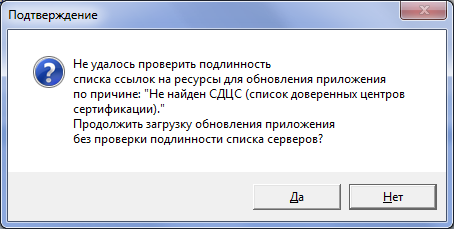 Подтверждение
Не удалось проверить подлинность
списка ссылок на ресурсы для обновления приложения
по причине: "Не найден СДЦС (список доверенных центров
сертификации)."
Продолжить загрузку обновления приложения
без проверки подлинности списка серверов?
Да
Нет